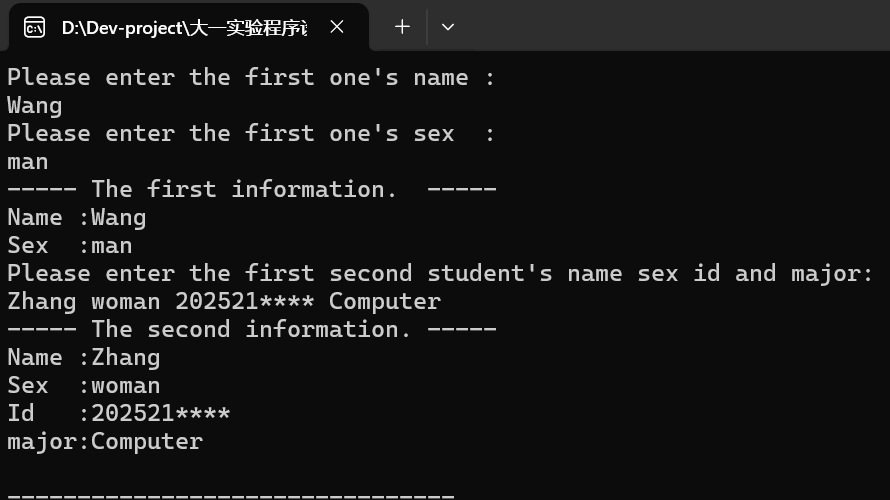 D:\Dev-project\大一实验程序设
Please enter the first one's name :
Wang
Please enter the first one's sex  :
man
----- The first information.  -----
Name :Wang
Sex  :man
Please enter the first second student's name sex id and major:
Zhang woman 202521**** Computer
----- The second information. -----
Name :Zhang
Sex  :woman
Id   :202521****
major:Computer
--------------------------------